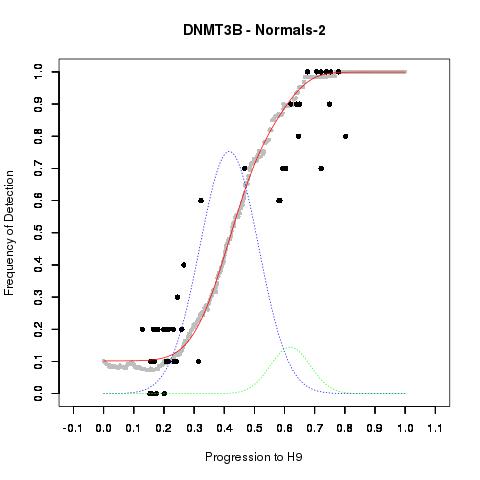 DNMT3B - Normals-2
Frequency of Detection
1.0
0.9
0.8
0.7
0.6
0.5
0.4
0.3
0.2
0.1
0.0
-0.1 0.0 0.1 0.2 0.3 0.4 0.5 0.6 0.7 0.8 0.9 1.0 1.1
Progression to H9